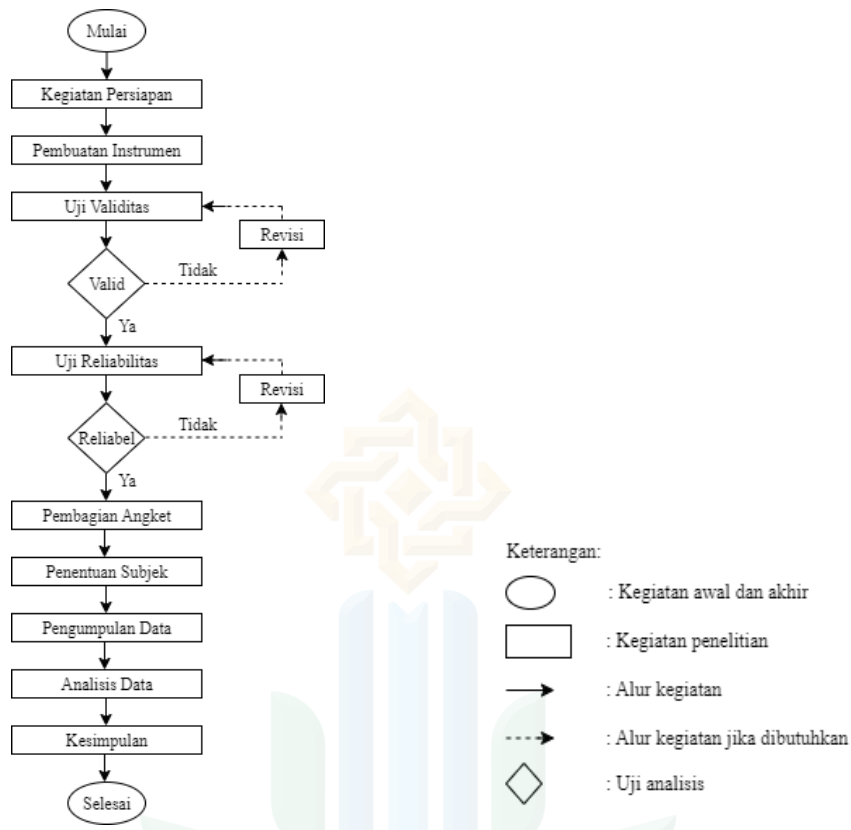 Mulai
Kegiatan Persiapan
Pembuatan Instrumen
Uji Validitas
Revisi
Valid
Tidak
Ya
Uji Reliabilitas
Revisi
Reliabel
Tidak
Ya
Pembagian Angket
Penentuan Subjek
Pengumpulan Data
Analisis Data
Kesimpulan
Selesai
Keterangan:
: Kegiatan awal dan akhir
: Kegiatan penelitian
: Alur kegiatan
: Alur kegiatan jika dibutuhkan
: Uji analisis